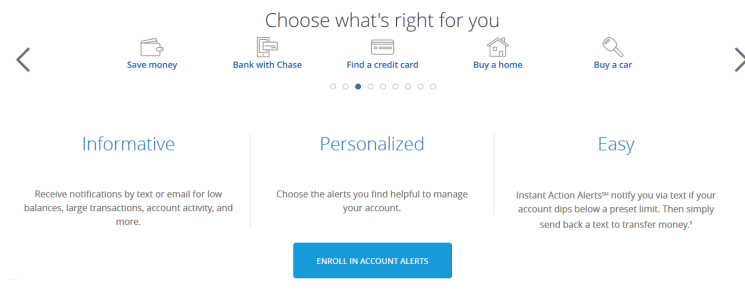 Choose what's right for you
Save money
Bank with Chase
Find a credit card
Buy a home
Buy a car
Informative
Receive notifications by text or email for low
balances, large transactions, account activity, and
more.
Personalized
Choose the alerts you find helpful to manage
your account.
Easy
Instant Action Alerts℠ notify you via text if your
account dips below a preset limit. Then simply
send back a text to transfer money.⁵
ENROLL IN ACCOUNT ALERTS